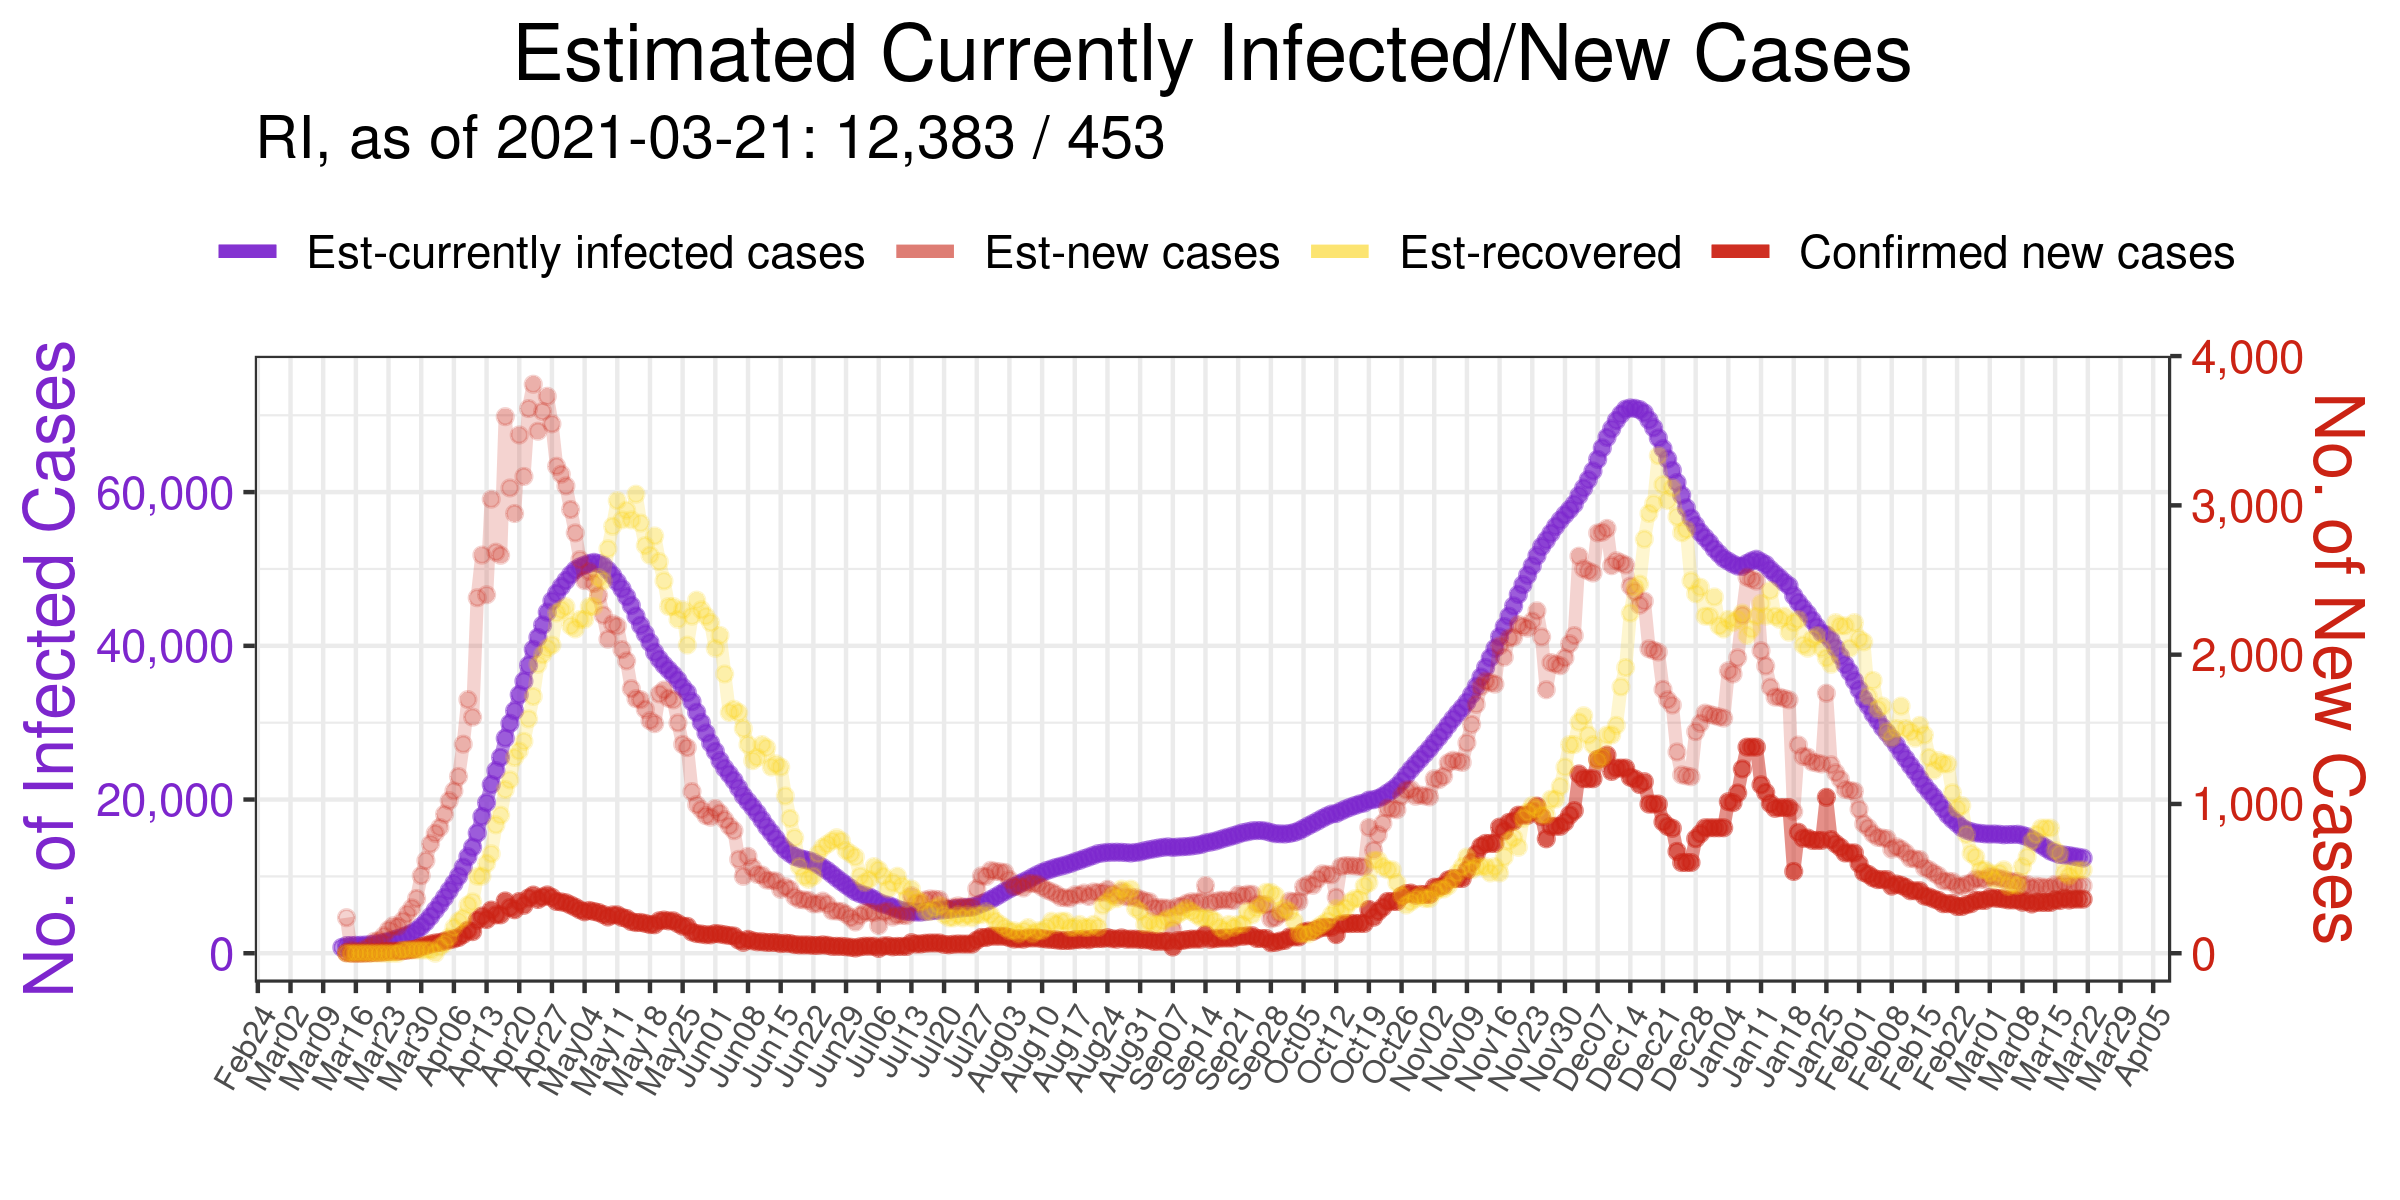 Estimated Currently Infected/New Cases
RI, as of 2021-03-21: 12,383 / 453
Est-currently infected cases Est-new cases Est-recovered Confirmed new cases
No. of Infected Cases
60,000
40,000
20,000
0
4,000
3,000
2,000
1,000
0
No. of New Cases
Feb24 Mar02 Mar09 Mar16 Mar23 Mar30 Apr06 Apr13 Apr20 Apr27 May04 May11 May18 May25 Jun01 Jun08 Jun15 Jun22 Jun29 Jul06 Jul13 Jul20 Jul27 Aug03 Aug10 Aug17 Aug24 Aug31 Sep07 Sep14 Sep21 Sep28 Oct05 Oct12 Oct19 Oct26 Nov02 Nov09 Nov16 Nov23 Nov30 Dec07 Dec14 Dec21 Dec28 Jan04 Jan11 Jan18 Jan25 Feb01 Feb08 Feb15 Feb22 Mar01 Mar08 Mar15 Mar22 Mar29 Apr05